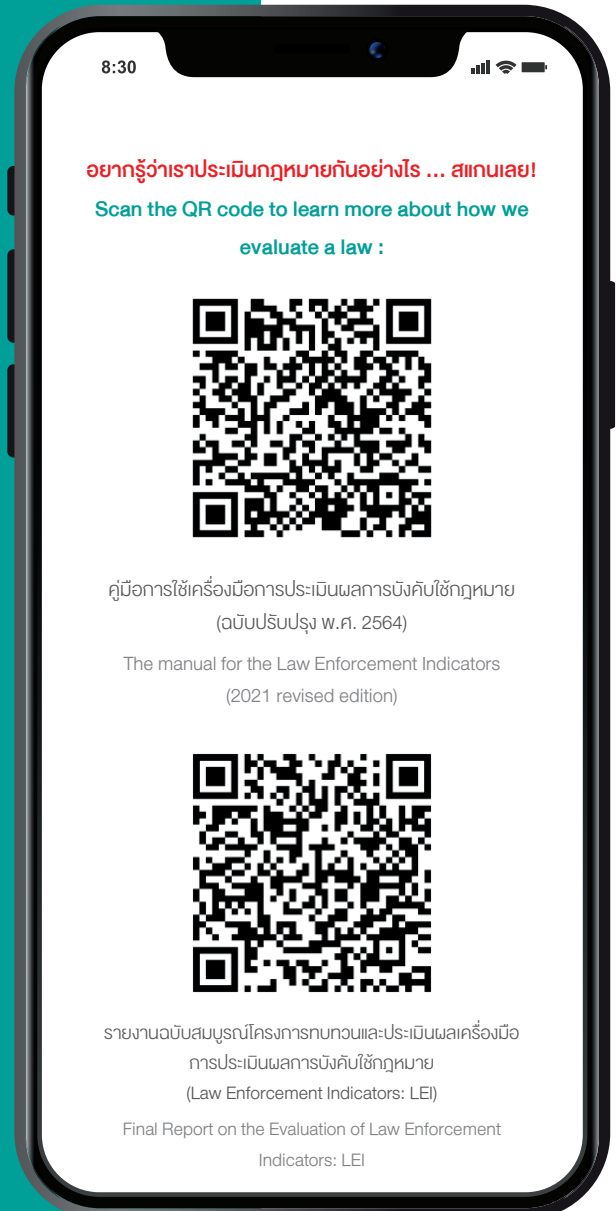 8:30
อยากรู้ว่าเราประเมินกฎหมายกันอย่างไร ... สแกนเลย!
Scan the QR code to learn more about how we
evaluate a law :
คู่มือการใช้เครื่องมือการประเมินผลการบังคับใช้กฎหมาย
(ฉบับปรับปรุง พ.ศ. 2564)
The manual for the Law Enforcement Indicators
(2021 revised edition)
รายงานฉบับสมบูรณ์โครงการทบทวนและประเมินผลเครื่องมือ
การประเมินผลการบังคับใช้กฎหมาย
(Law Enforcement Indicators: LEI)
Final Report on the Evaluation of Law Enforcement
Indicators: LEI